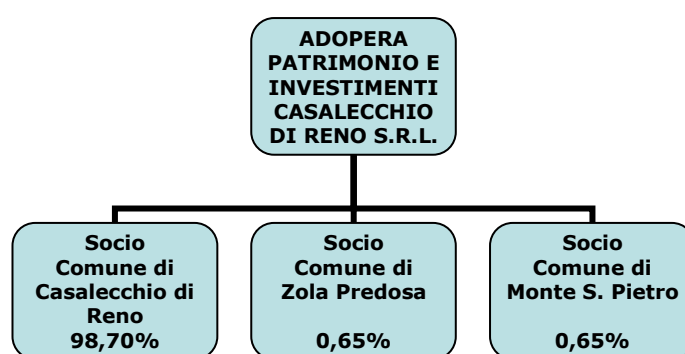 ADOPERA
PATRIMONIO E
INVESTIMENTI
CASALECCHIO
DI RENO S.R.L.
Socio
Comune di
Casalecchio di
Reno
98,70%
Socio
Comune di
Zola Predosa
0,65%
Socio
Comune di
Monte S. Pietro
0,65%